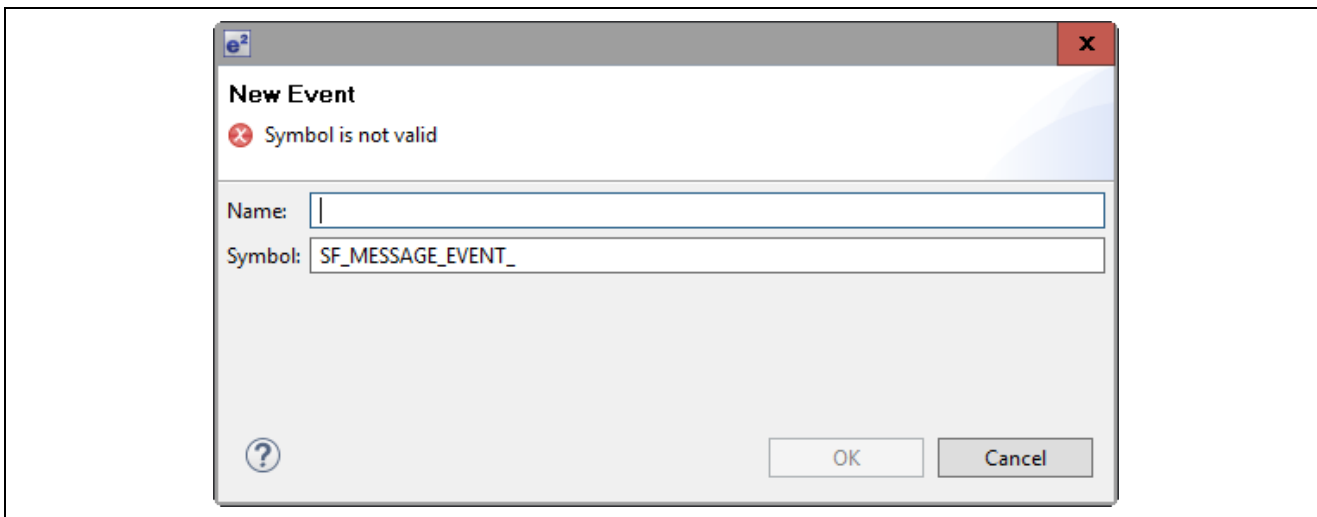 e²
x
New Event
Symbol is not valid
Name:
Symbol: SF_MESSAGE_EVENT_
?
OK Cancel